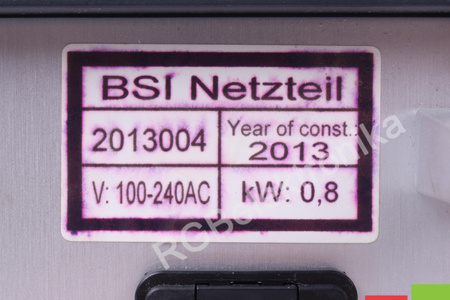 BSI Netzteil
2013004
Year of const.:
2013
V: 100-240AC
kW: 0,8